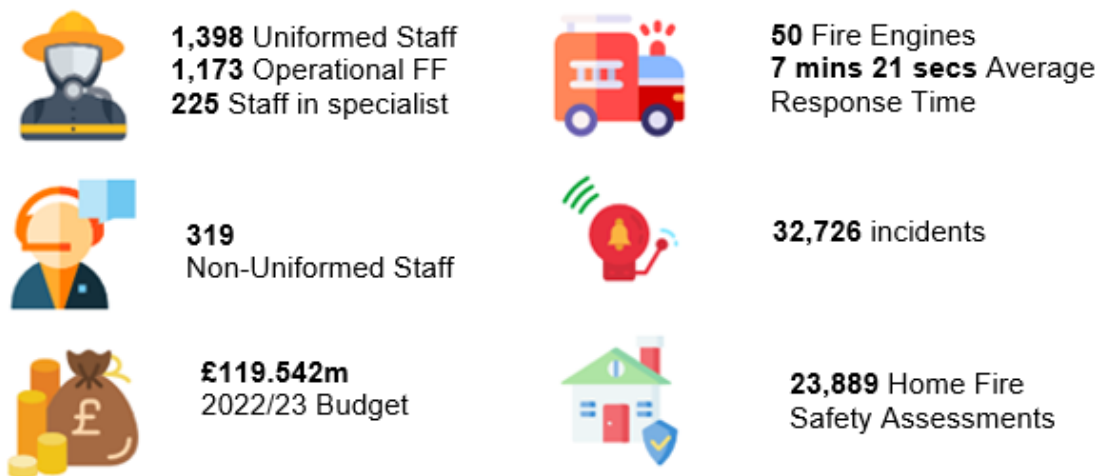 1,398 Uniformed Staff
1,173 Operational FF
225 Staff in specialist
50 Fire Engines
7 mins 21 secs Average
Response Time
319
Non-Uniformed Staff
32,726 incidents
£
£119.542m
2022/23 Budget
23,889 Home Fire
Safety Assessments